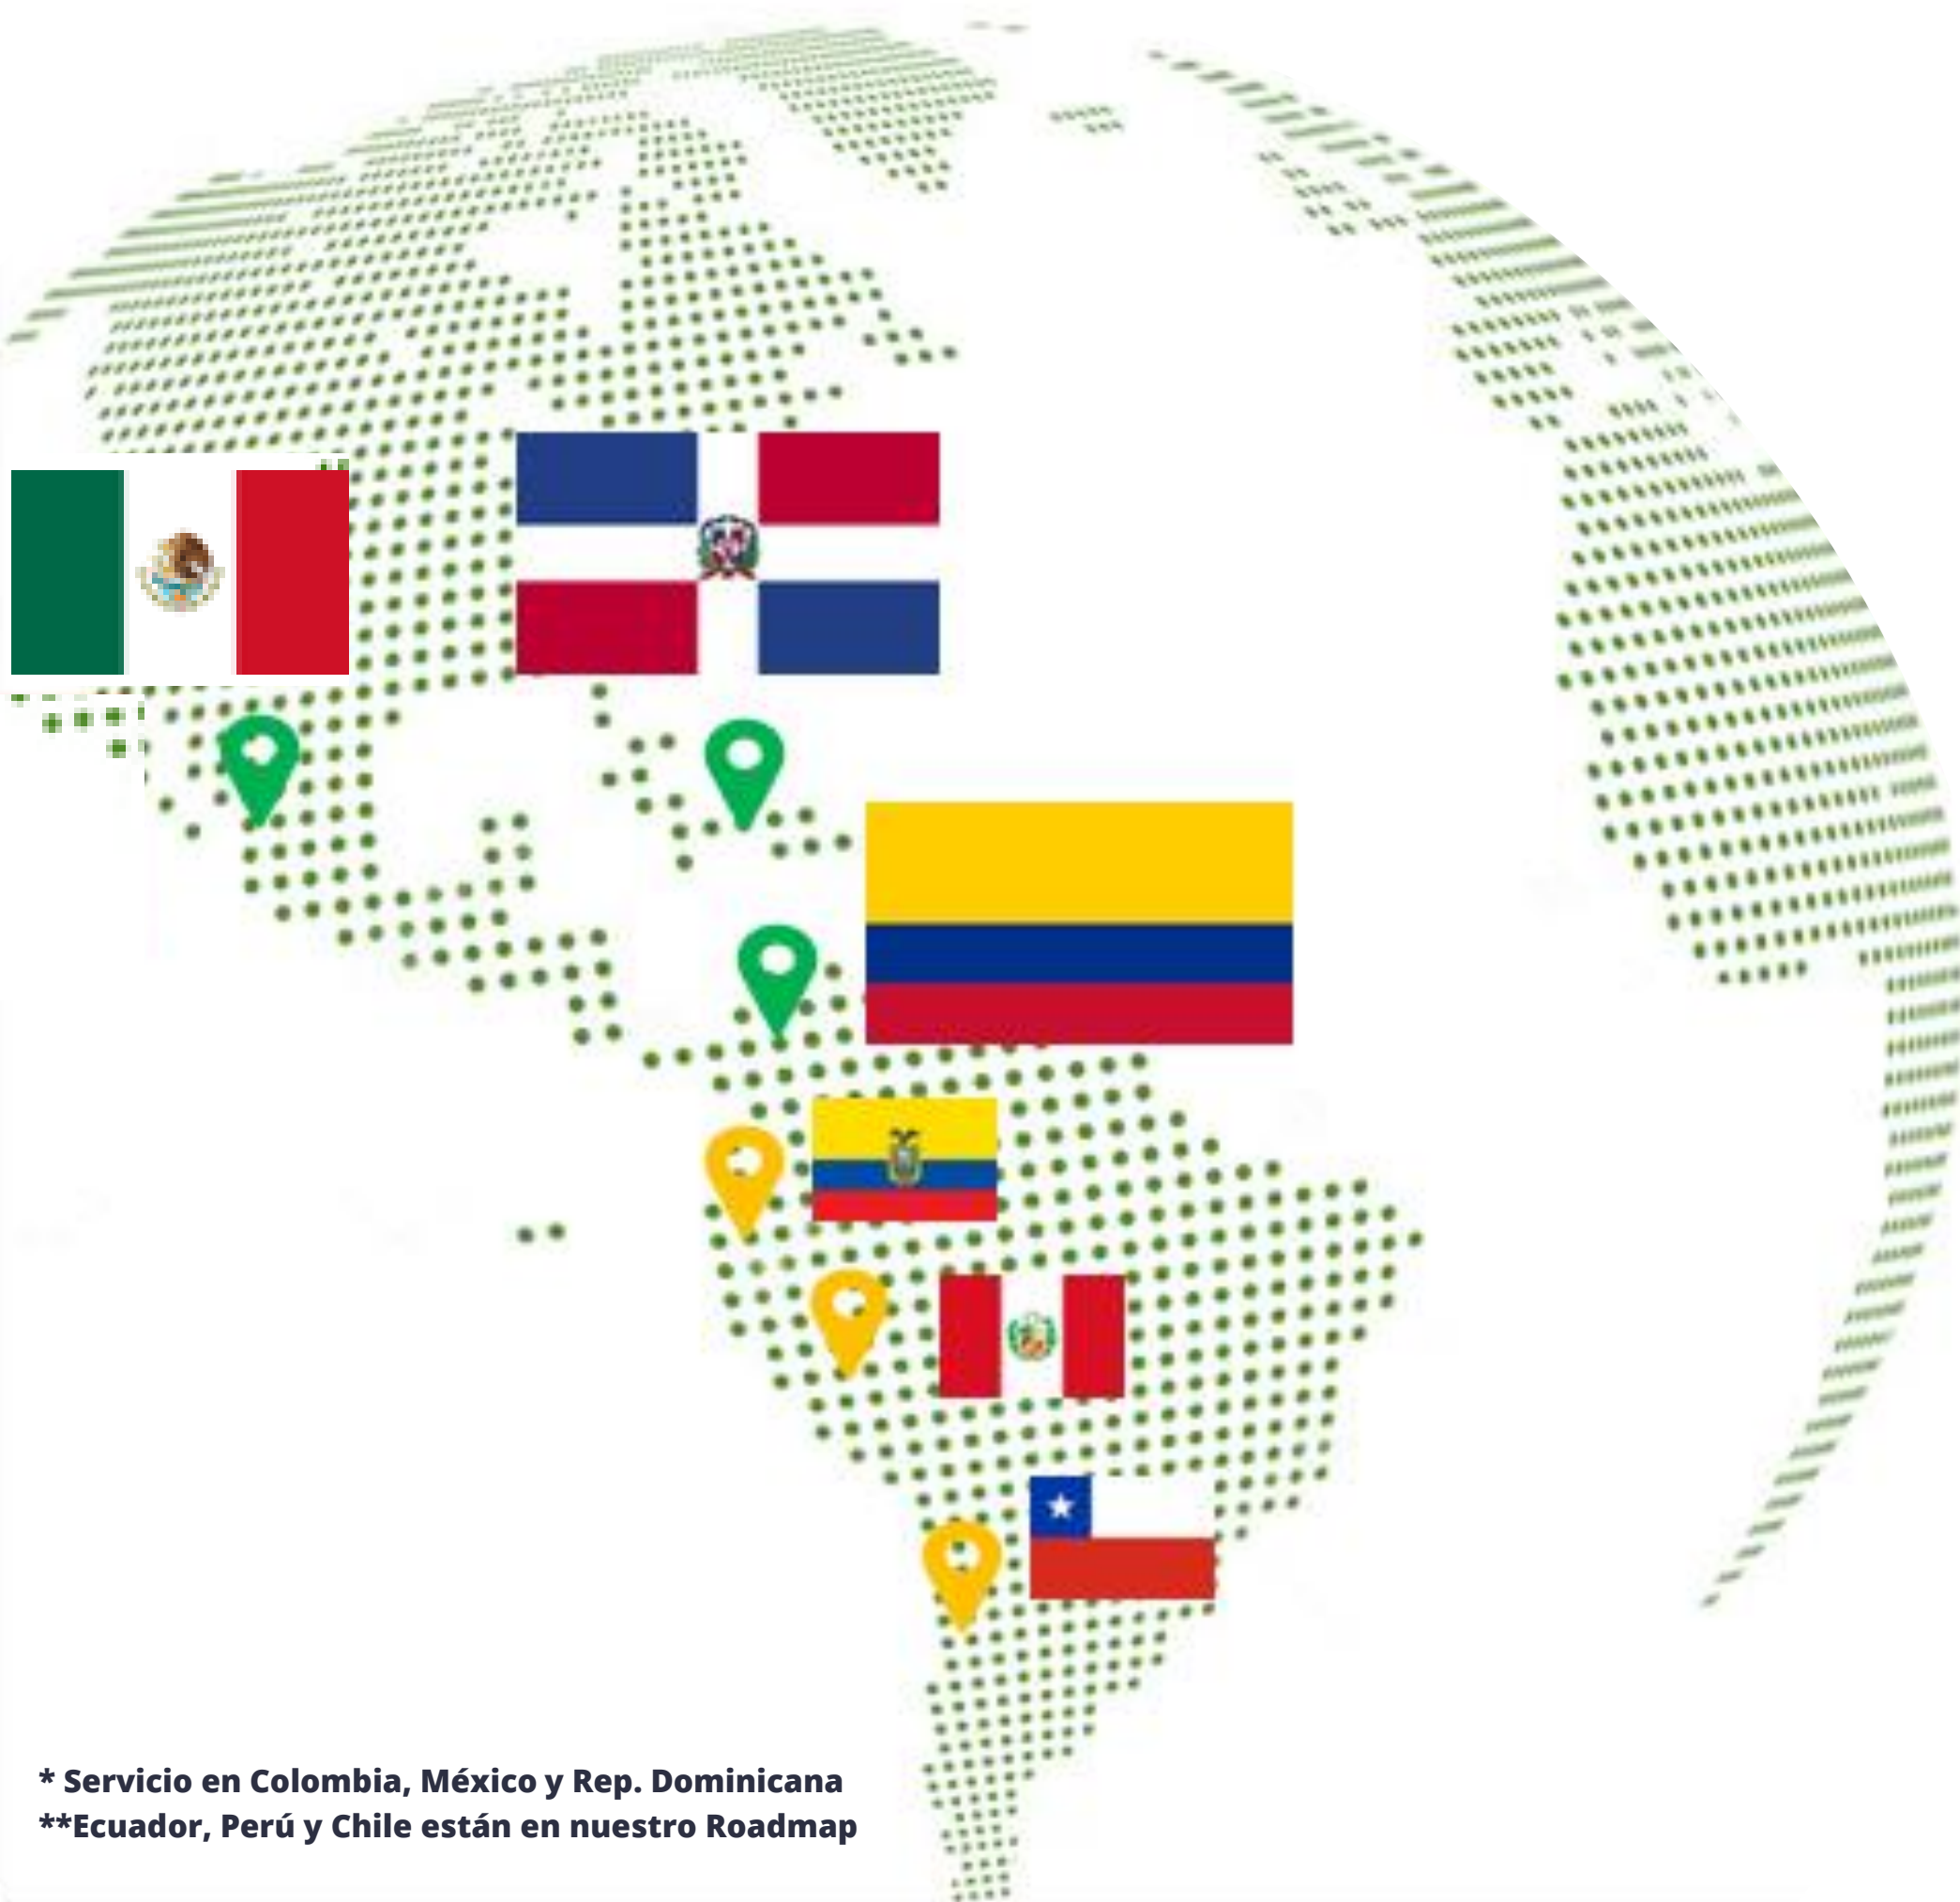 * Servicio en Colombia, México y Rep. Dominicana
**Ecuador, Perú y Chile están en nuestro Roadmap